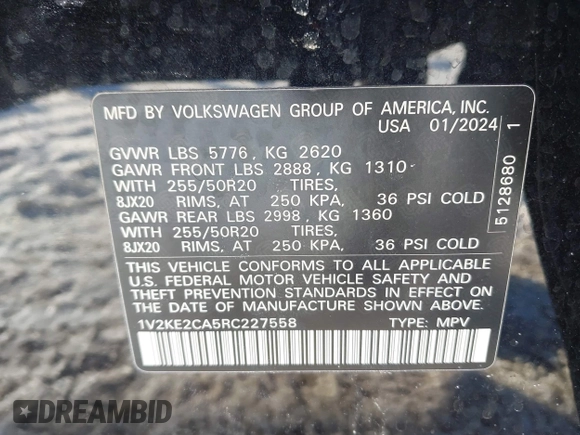 MFD BY VOLKSWAGEN GROUP OF AMERICA, INC.
USA 01/2024
GVWR LBS 5776, KG 2620
GAWR FRONT LBS 2888, KG 1310
WITH 255/50R20 TIRES,
8JX20 RIMS, AT 250 KPA, 36 PSI COLD
GAWR REAR LBS 2998, KG 1360
WITH 255/50R20 TIRES,
8JX20 RIMS, AT 250 KPA, 36 PSI COLD
THIS VEHICLE CONFORMS TO ALL APPLICABLE
U.S. FEDERAL MOTOR VEHICLE SAFETY AND
THEFT PREVENTION STANDARDS IN EFFECT ON
THE DATE OF MANUFACTURE SHOWN ABOVE.
1V2KE2CA5RC227558 TYPE: MPV
5128680 1
DREAMBID